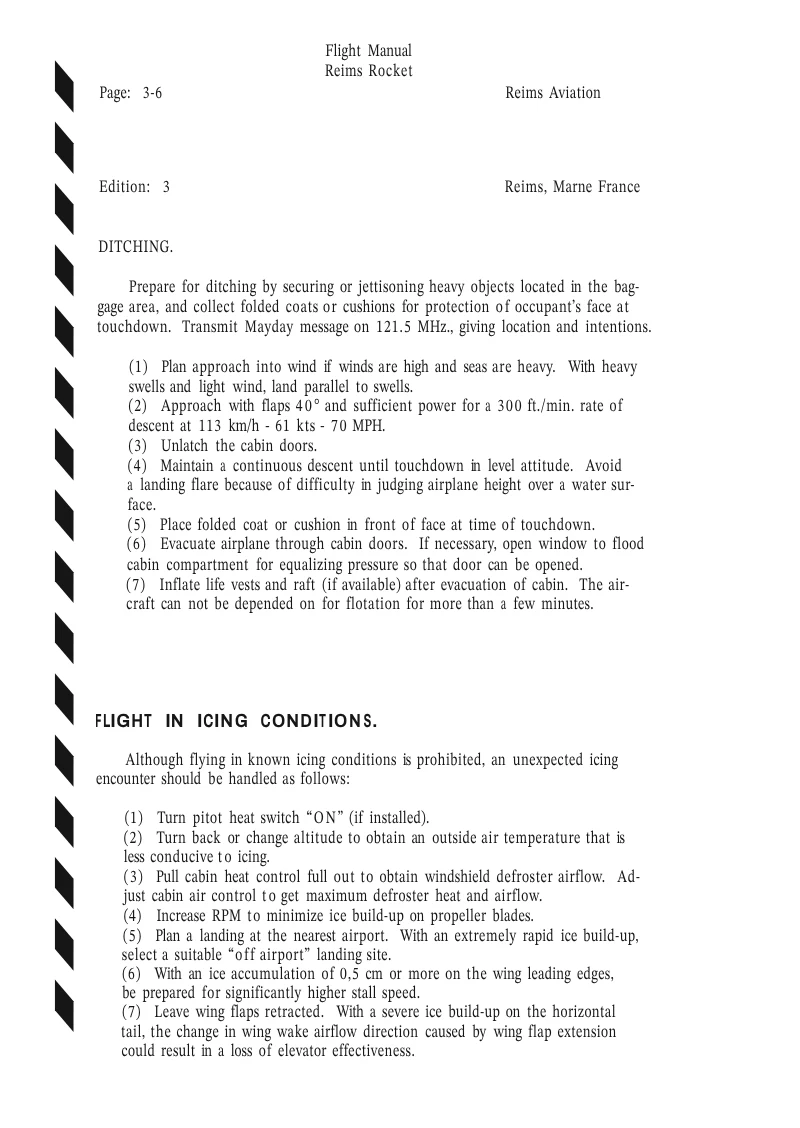 Flight Manual
Reims Rocket
Page: 3-6 Reims Aviation
Edition: 3 Reims, Marne France
DITCHING.
Prepare for ditching by securing or jettisoning heavy objects located in the bag-
gage area, and collect folded coats or cushions for protection of occupant's face at
touchdown. Transmit Mayday message on 121.5 MHz., giving location and intentions.
(1) Plan approach into wind if winds are high and seas are heavy. With heavy
swells and light wind, land parallel to swells.
(2) Approach with flaps 40° and sufficient power for a 300 ft./min. rate of
descent at 113 km/h - 61 kts - 70 MPH.
(3) Unlatch the cabin doors.
(4) Maintain a continuous descent until touchdown in level attitude. Avoid
a landing flare because of difficulty in judging airplane height over a water sur-
face.
(5) Place folded coat or cushion in front of face at time of touchdown.
(6) Evacuate airplane through cabin doors. If necessary, open window to flood
cabin compartment for equalizing pressure so that door can be opened.
(7) Inflate life vests and raft (if available) after evacuation of cabin. The air-
craft can not be depended on for flotation for more than a few minutes.
FLIGHT IN ICING CONDITIONS.
Although flying in known icing conditions is prohibited, an unexpected icing
encounter should be handled as follows:
(1) Turn pitot heat switch “ON” (if installed).
(2) Turn back or change altitude to obtain an outside air temperature that is
less conducive to icing.
(3) Pull cabin heat control full out to obtain windshield defroster airflow. Ad-
just cabin air control to get maximum defroster heat and airflow.
(4) Increase RPM to minimize ice build-up on propeller blades.
(5) Plan a landing at the nearest airport. With an extremely rapid ice build-up,
select a suitable “off airport” landing site.
(6) With an ice accumulation of 0,5 cm or more on the wing leading edges,
be prepared for significantly higher stall speed.
(7) Leave wing flaps retracted. With a severe ice build-up on the horizontal
tail, the change in wing wake airflow direction caused by wing flap extension
could result in a loss of elevator effectiveness.